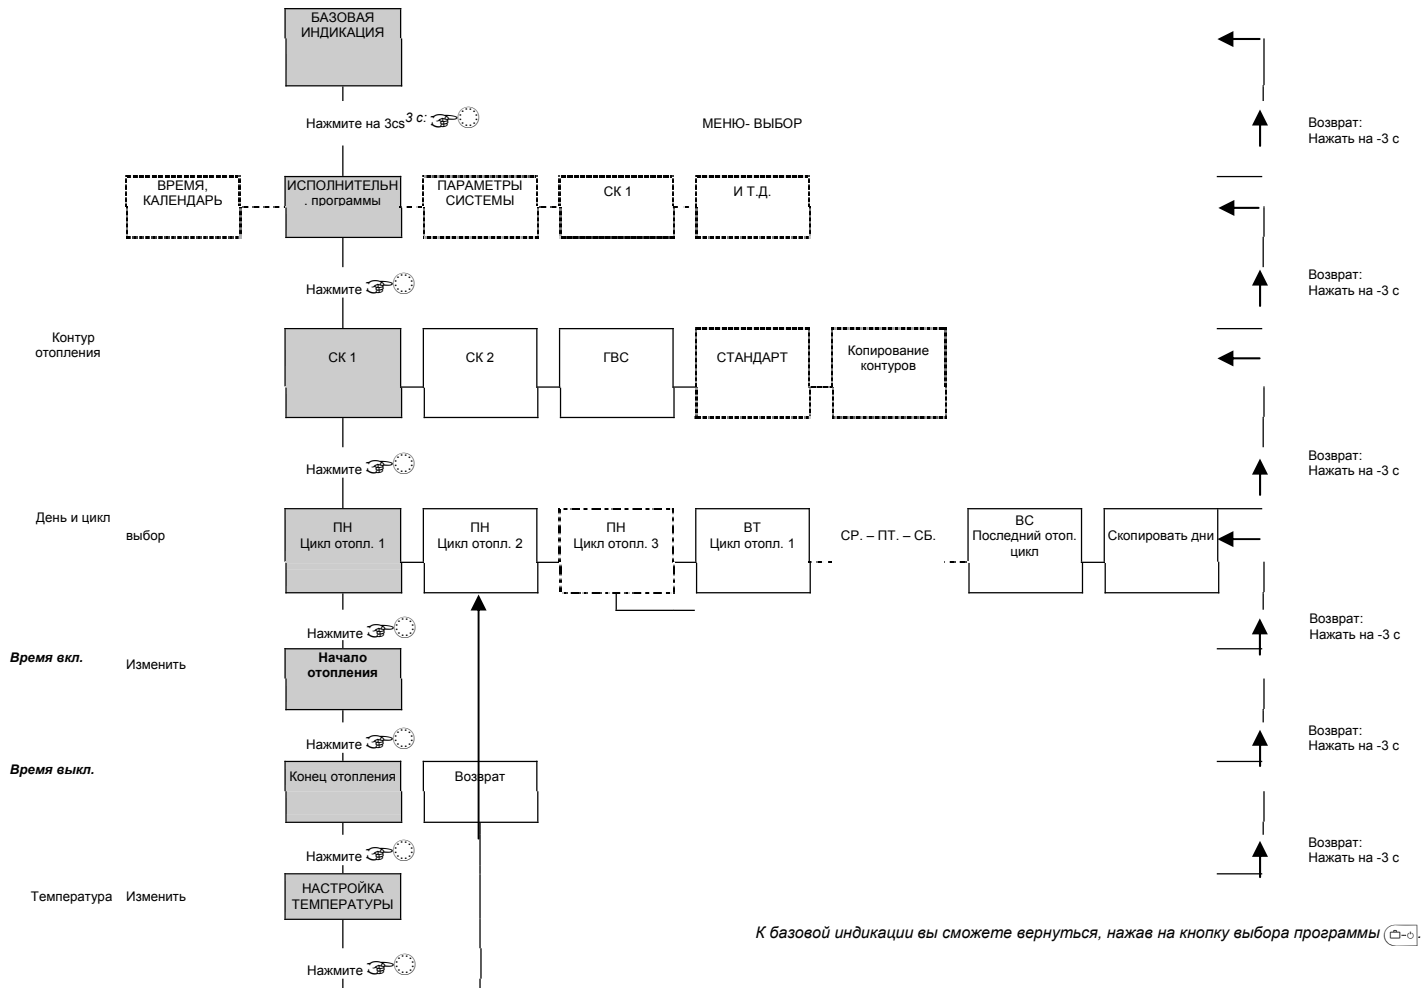 БАЗОВАЯ
ИНДИКАЦИЯ
Нажмите на 3cs3 с:
МЕНЮ- ВЫБОР
Возврат:
Нажать на -3 с
ВРЕМЯ,
КАЛЕНДАРЬ
ИСПОЛНИТЕЛЬН
. программы
ПАРАМЕТРЫ
СИСТЕМЫ
СК 1
И Т.Д.
Нажмите
Возврат:
Нажать на -3 с
Контур
отопления
СК 1
СК 2
ГВС
СТАНДАРТ
Копирование
контуров
Нажмите
Возврат:
Нажать на -3 с
День и цикл
выбор
ПН
Цикл отопл. 1
ПН
Цикл отопл. 2
ПН
Цикл отопл. 3
ВТ
Цикл отопл. 1
СР. – ПТ. – СБ.
ВС
Последний отоп.
цикл
Скопировать дни
Нажмите
Возврат:
Нажать на -3 с
Время вкл.
Изменить
Начало
отопления
Нажмите
Возврат:
Нажать на -3 с
Время выкл.
Конец отопления
Возврат
Нажмите
Возврат:
Нажать на -3 с
Температура
Изменить
НАСТРОЙКА
ТЕМПЕРАТУРЫ
К базовой индикации вы сможете вернуться, нажав на кнопку выбора программы .
Нажмите